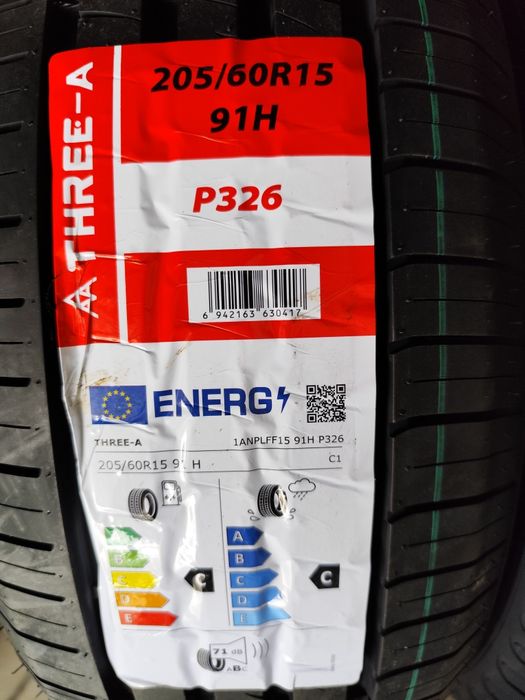 THREE-A
205/60R15
91H
P326
6 942163 630417
ENERG
THREE-A 1ANPLFF15 91H P326
205/60R15 91 H C1
A
B
B
C
C
E
C
C
D
D
E
E
71 dB
ABC